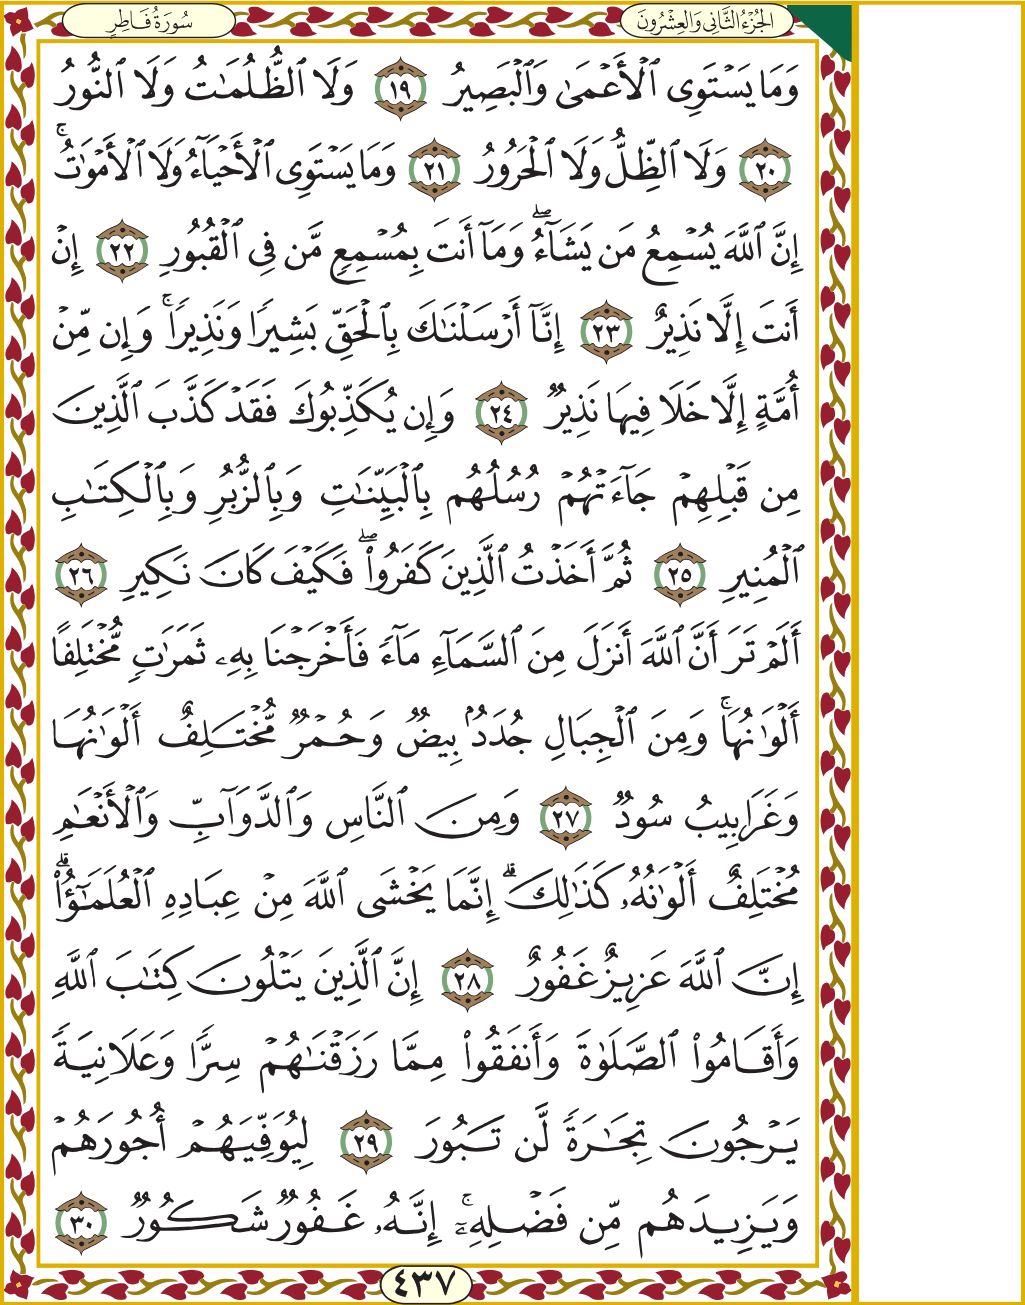 الجُزْءُ الثَّانِي وَالعِشْرُونَ
سُورَةُ فَاطِرٍ
وَمَا يَسۡتَوِي ٱلۡأَعۡمَىٰ وَٱلۡبَصِيرُ ١٩ وَلَا ٱلظُّلُمَٰتُ وَلَا ٱلنُّورُ
٢٠ وَلَا ٱلظِّلُّ وَلَا ٱلۡحَرُورُ ٢١ وَمَا يَسۡتَوِي ٱلۡأَحۡيَآءُ وَلَا ٱلۡأَمۡوَٰتُۚ
إِنَّ ٱللَّهَ يُسۡمِعُ مَن يَشَآءُۖ وَمَآ أَنتَ بِمُسۡمِعٖ مَّن فِي ٱلۡقُبُورِ ٢٢ إِنۡ
أَنتَ إِلَّا نَذِيرٌ ٢٣ إِنَّآ أَرۡسَلۡنَٰكَ بِٱلۡحَقِّ بَشِيرٗا وَنَذِيرٗاۚ وَإِن مِّنۡ
أُمَّةٍ إِلَّا خَلَا فِيهَا نَذِيرٞ ٢٤ وَإِن يُكَذِّبُوكَ فَقَدۡ كَذَّبَ ٱلَّذِينَ
مِن قَبۡلِهِمۡ جَآءَتۡهُمۡ رُسُلُهُم بِٱلۡبَيِّنَٰتِ وَبِٱلزُّبُرِ وَبِٱلۡكِتَٰبِ
ٱلۡمُنِيرِ ٢٥ ثُمَّ أَخَذۡتُ ٱلَّذِينَ كَفَرُواْۖ فَكَيۡفَ كَانَ نَكِيرِ ٢٦
أَلَمۡ تَرَ أَنَّ ٱللَّهَ أَنزَلَ مِنَ ٱلسَّمَآءِ مَآءٗ فَأَخۡرَجۡنَا بِهِۦ ثَمَرَٰتٖ مُّخۡتَلِفًا
أَلۡوَٰنُهَاۚ وَمِنَ ٱلۡجِبَالِ جُدَدُۢ بِيضٞ وَحُمۡرٞ مُّخۡتَلِفٌ أَلۡوَٰنُهَا
وَغَرَابِيبُ سُودٞ ٢٧ وَمِنَ ٱلنَّاسِ وَٱلدَّوَآبِّ وَٱلۡأَنۡعَٰمِ
مُخۡتَلِفٌ أَلۡوَٰنُهُۥ كَذَٰلِكَۗ إِنَّمَا يَخۡشَى ٱللَّهَ مِنۡ عِبَادِهِ ٱلۡعُلَمَٰٓؤُاْۗ
إِنَّ ٱللَّهَ عَزِيزٌ غَفُورٌ ٢٨ إِنَّ ٱلَّذِينَ يَتۡلُونَ كِتَٰبَ ٱللَّهِ
وَأَقَامُواْ ٱلصَّلَوٰةَ وَأَنفَقُواْ مِمَّا رَزَقۡنَٰهُمۡ سِرّٗا وَعَلَانِيَةٗ
يَرۡجُونَ تِجَٰرَةٗ لَّن تَبُورَ ٢٩ لِيُوَفِّيَهُمۡ أُجُورَهُمۡ
وَيَزِيدَهُم مِّن فَضۡلِهِۦٓۚ إِنَّهُۥ غَفُورٞ شَكُورٞ ٣٠
٤٣٧